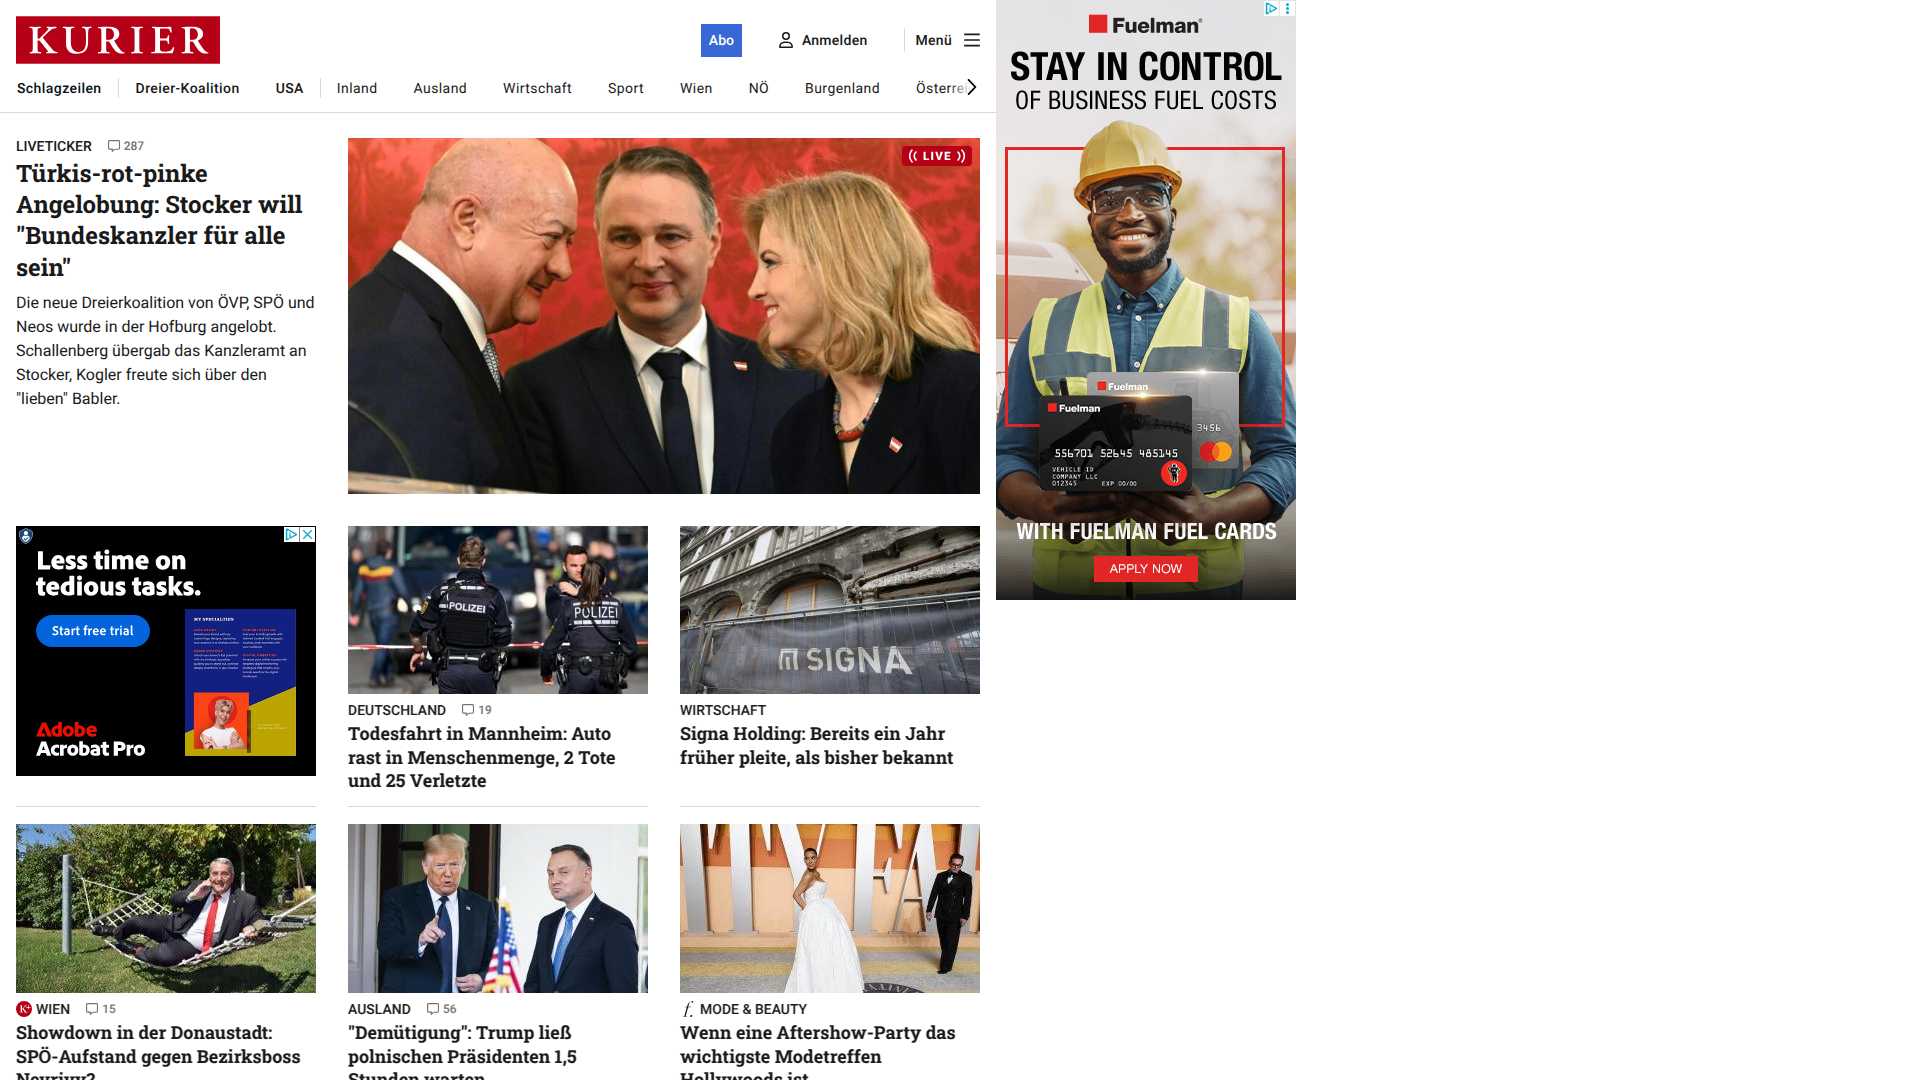 KURIER
Abo
Anmelden
Menü
Schlagzeilen
Dreier-Koalition
USA
Inland
Ausland
Wirtschaft
Sport
Wien
NÖ
Burgenland
Österre
LIVETICKER 287
Türkis-rot-pinke
Angelobung: Stocker will
"Bundeskanzler für alle
sein"
Die neue Dreierkoalition von ÖVP, SPÖ und
Neos wurde in der Hofburg angelobt.
Schallenberg übergab das Kanzleramt an
Stocker, Kogler freute sich über den
"lieben" Babler.
LIVE
Fuelman
STAY IN CONTROL
OF BUSINESS FUEL COSTS
Fuelman
Fuelman
3456
556701 52645 485145
VEHICLE ID
COMPANY LLC
012345 EXP 00/00
WITH FUELMAN FUEL CARDS
APPLY NOW
Less time on
tedious tasks.
Start free trial
MY SPECIALTIES
Adobe
Acrobat Pro
POLIZEI
POLIZEI
DEUTSCHLAND 19
Todesfahrt in Mannheim: Auto
rast in Menschenmenge, 2 Tote
und 25 Verletzte
SIGNA
WIRTSCHAFT
Signa Holding: Bereits ein Jahr
früher pleite, als bisher bekannt
K+ WIEN 15
Showdown in der Donaustadt:
SPÖ-Aufstand gegen Bezirksboss
Nevrivy?
AUSLAND 56
"Demütigung": Trump ließ
polnischen Präsidenten 1,5
Stunden warten
f. MODE & BEAUTY
Wenn eine Aftershow-Party das
wichtigste Modetreffen
Hollywoods ist